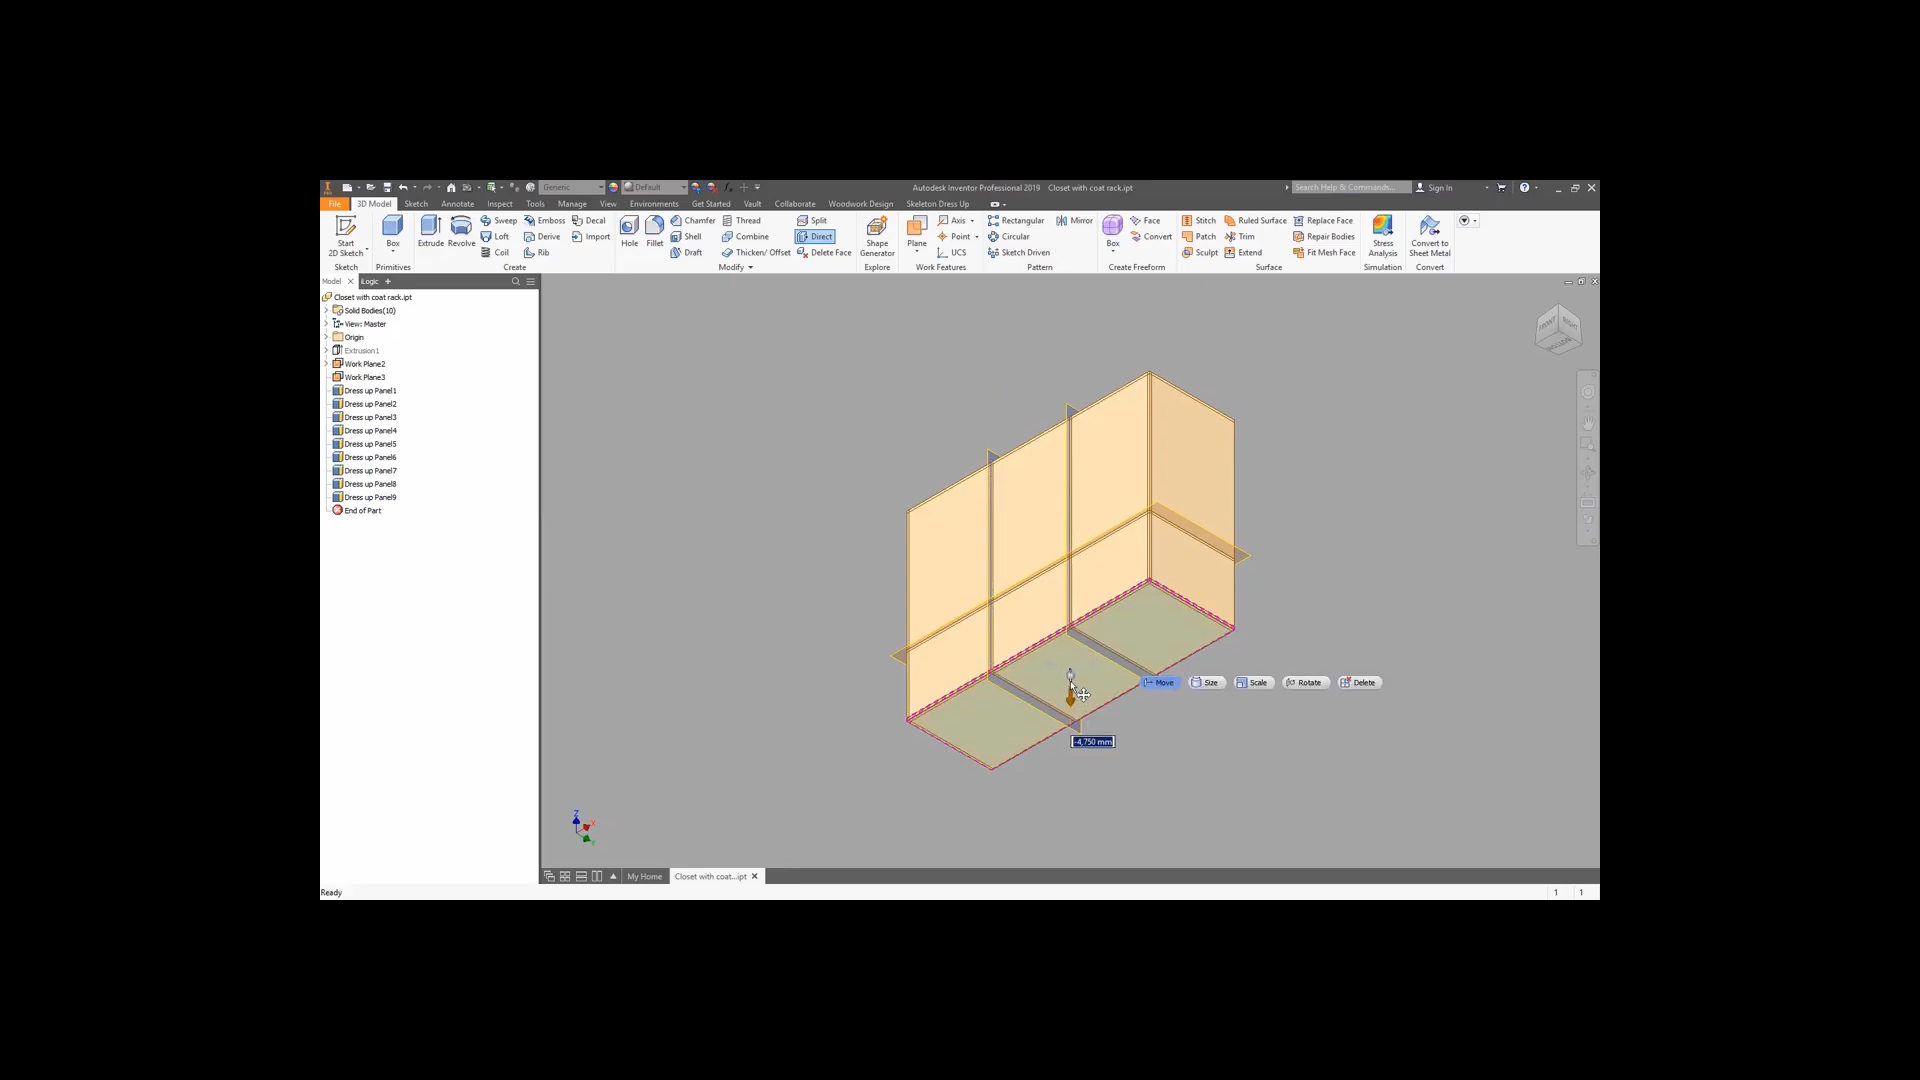 Generic
Default
Autodesk Inventor Professional 2019 Closet with coat rack.ipt
Search Help & Commands...
Sign In
File 3D Model Sketch Annotate Inspect Tools Manage View Environments Get Started Vault Collaborate Woodwork Design Skeleton Dress Up
Start
2D Sketch
Box
Extrude
Revolve
Sweep Emboss Decal
Loft Derive Import
Coil Rib
Hole
Fillet
Chamfer Thread Split
Shell Combine Direct
Draft Thicken/ Offset Delete Face
Shape
Generator
Plane
Axis
Point
UCS
Rectangular Mirror
Circular
Sketch Driven
Box
Face
Convert
Stitch Ruled Surface Replace Face
Patch Trim Repair Bodies
Sculpt Extend Fit Mesh Face
Stress
Analysis
Convert to
Sheet Metal
Sketch Primitives Create Modify Explore Work Features Pattern Create Freeform Surface Simulation Convert
Model iLogic
Closet with coat rack.ipt
Solid Bodies(10)
View: Master
Origin
Extrusion1
Work Plane2
Work Plane3
Dress up Panel1
Dress up Panel2
Dress up Panel3
Dress up Panel4
Dress up Panel5
Dress up Panel6
Dress up Panel7
Dress up Panel8
Dress up Panel9
End of Part
FRONT RIGHT
BOTTOM
Move Size Scale Rotate Delete
-4,750 mm
Z
X
Y
My Home Closet with coat...ipt
Ready 1 1